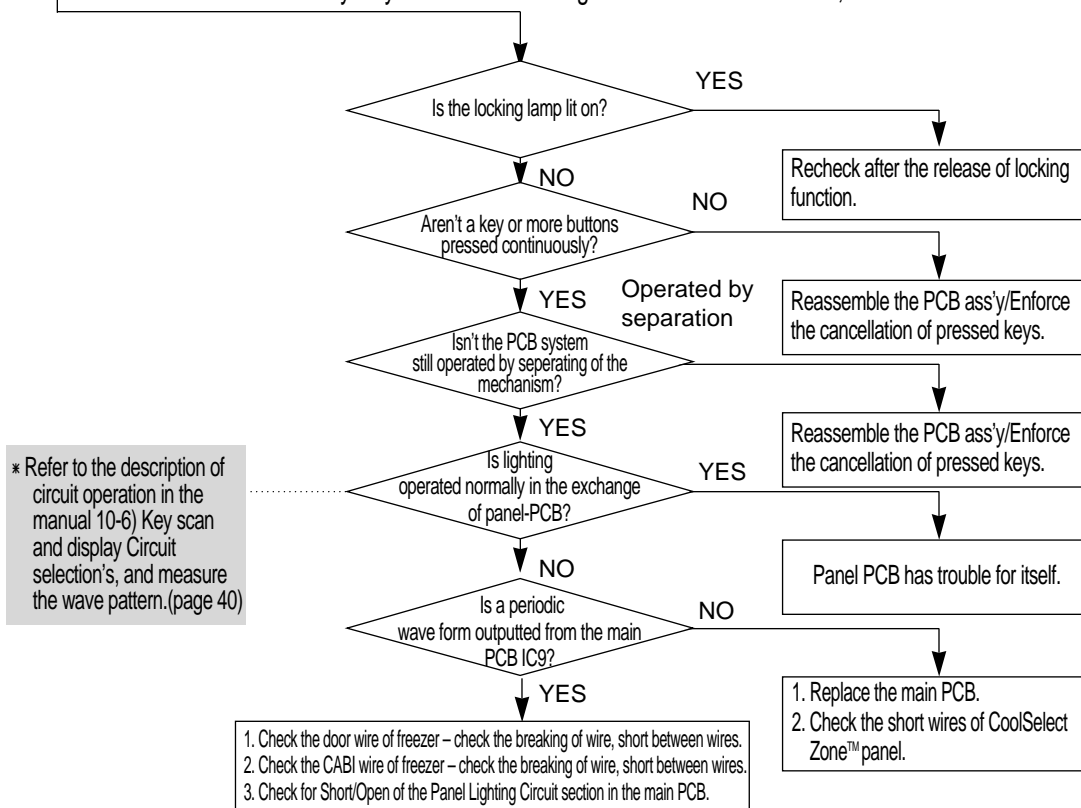 Is the locking lamp lit on?
YES
Recheck after the release of locking
function.
NO
Aren't a key or more buttons
pressed continuously?
NO
Reassemble the PCB ass'y/Enforce
the cancellation of pressed keys.
YES
Operated by
separation
Isn't the PCB system
still operated by seperating of the
mechanism?
Reassemble the PCB ass'y/Enforce
the cancellation of pressed keys.
YES
* Refer to the description of
circuit operation in the
manual 10-6) Key scan
and display Circuit
selection's, and measure
the wave pattern.(page 40)
Is lighting
operated normally in the exchange
of panel-PCB?
YES
Panel PCB has trouble for itself.
NO
Is a periodic
wave form outputted from the main
PCB IC9?
NO
1. Replace the main PCB.
2. Check the short wires of CoolSelect
Zone™ panel.
YES
1. Check the door wire of freezer – check the breaking of wire, short between wires.
2. Check the CABI wire of freezer – check the breaking of wire, short between wires.
3. Check for Short/Open of the Panel Lighting Circuit section in the main PCB.